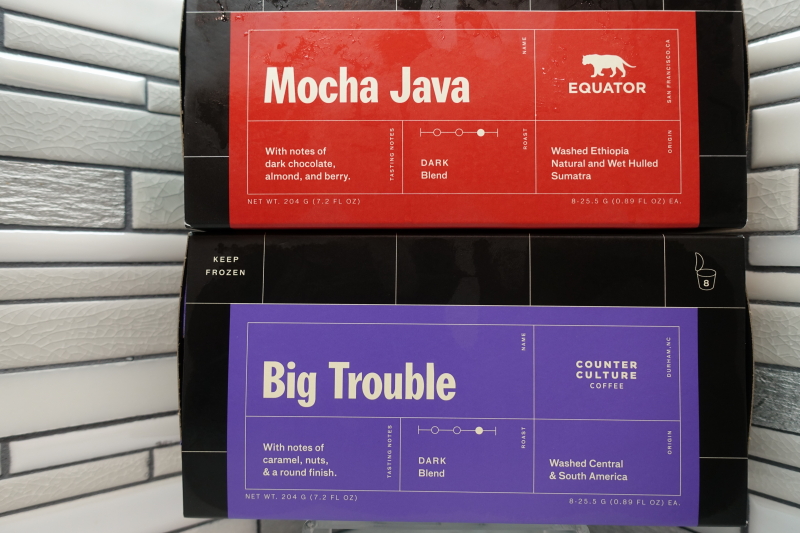 NAME
Mocha Java
EQUATOR
SAN FRANCISCO, CA
With notes of
dark chocolate,
almond, and berry.
TASTING NOTES
DARK
Blend
ROAST
Washed Ethiopia
Natural and Wet Hulled
Sumatra
ORIGIN
NET WT. 204 G (7.2 FL OZ)
8-25.5 G (0.89 FL OZ) EA.
KEEP
FROZEN
8
NAME
Big Trouble
COUNTER
CULTURE
COFFEE
DURHAM, NC
With notes of
caramel, nuts,
& a round finish.
TASTING NOTES
DARK
Blend
ROAST
Washed Central
& South America
ORIGIN
NET WT. 204 G (7.2 FL OZ)
8-25.5 G (0.89 FL OZ) EA.